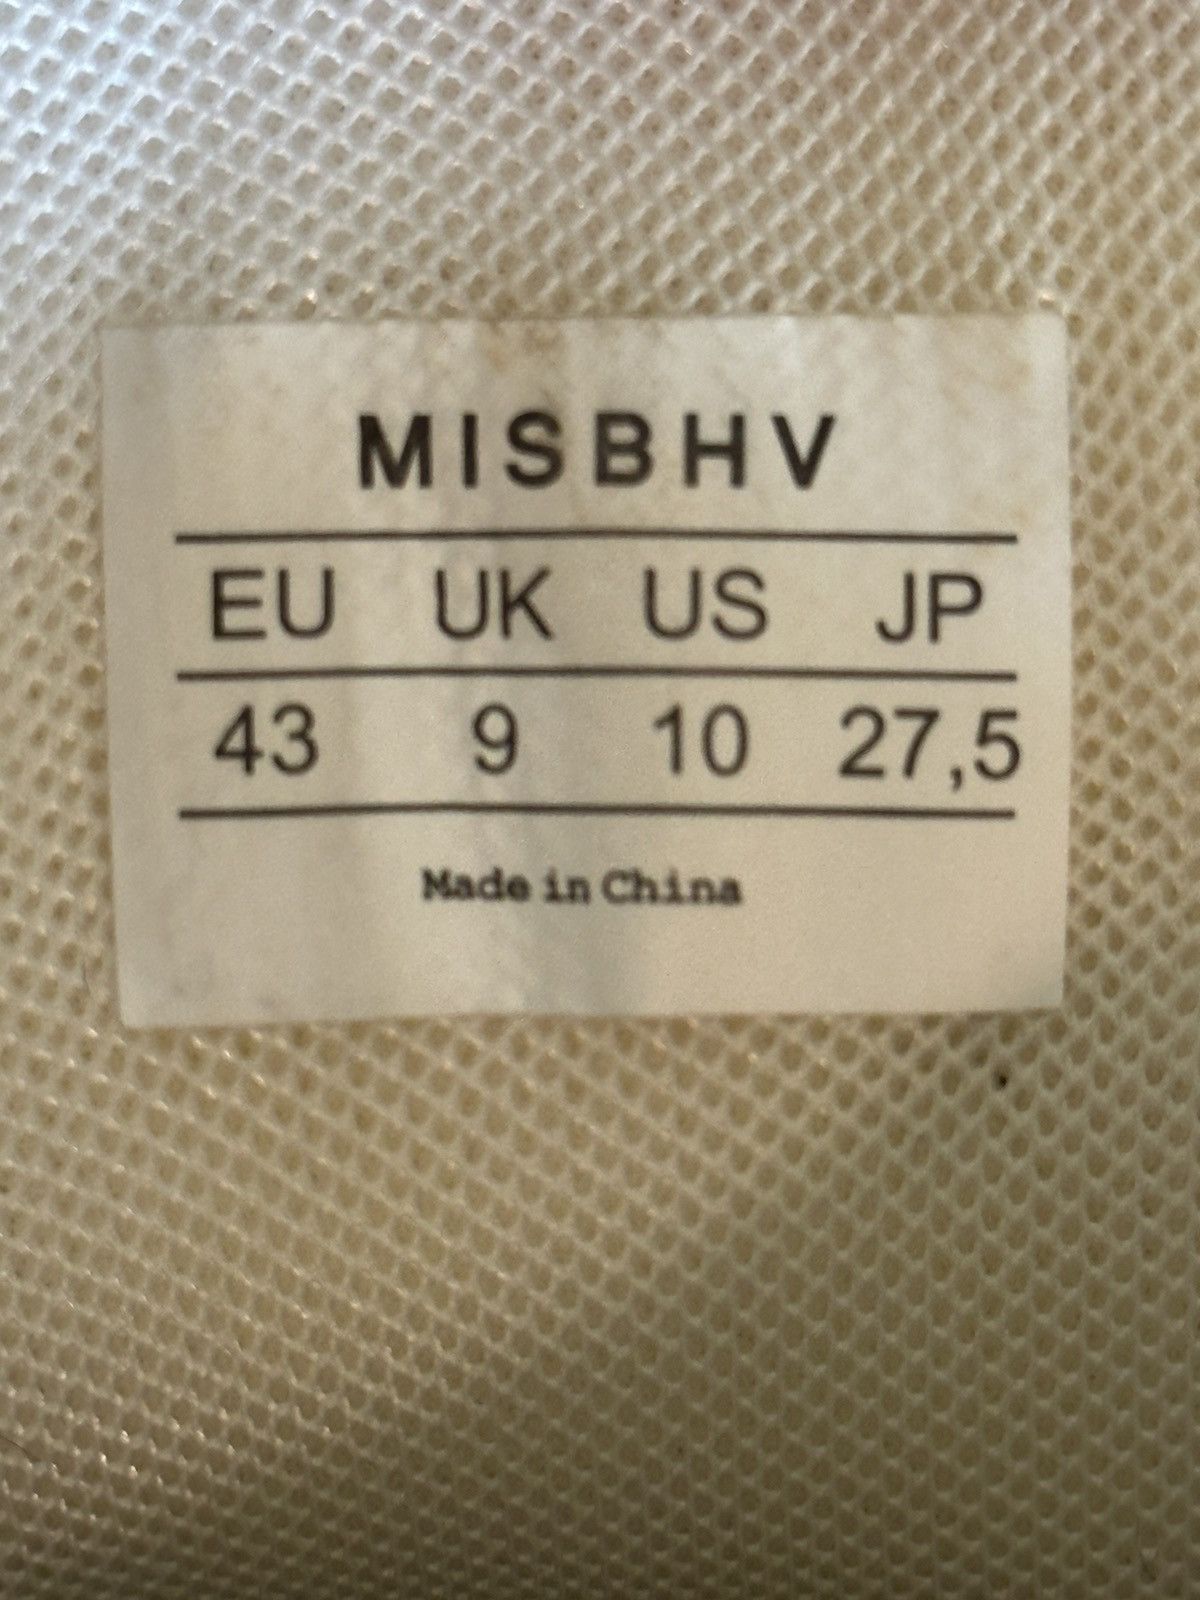 MISBHV
EU UK US JP
43 9 10 27,5
Made in China